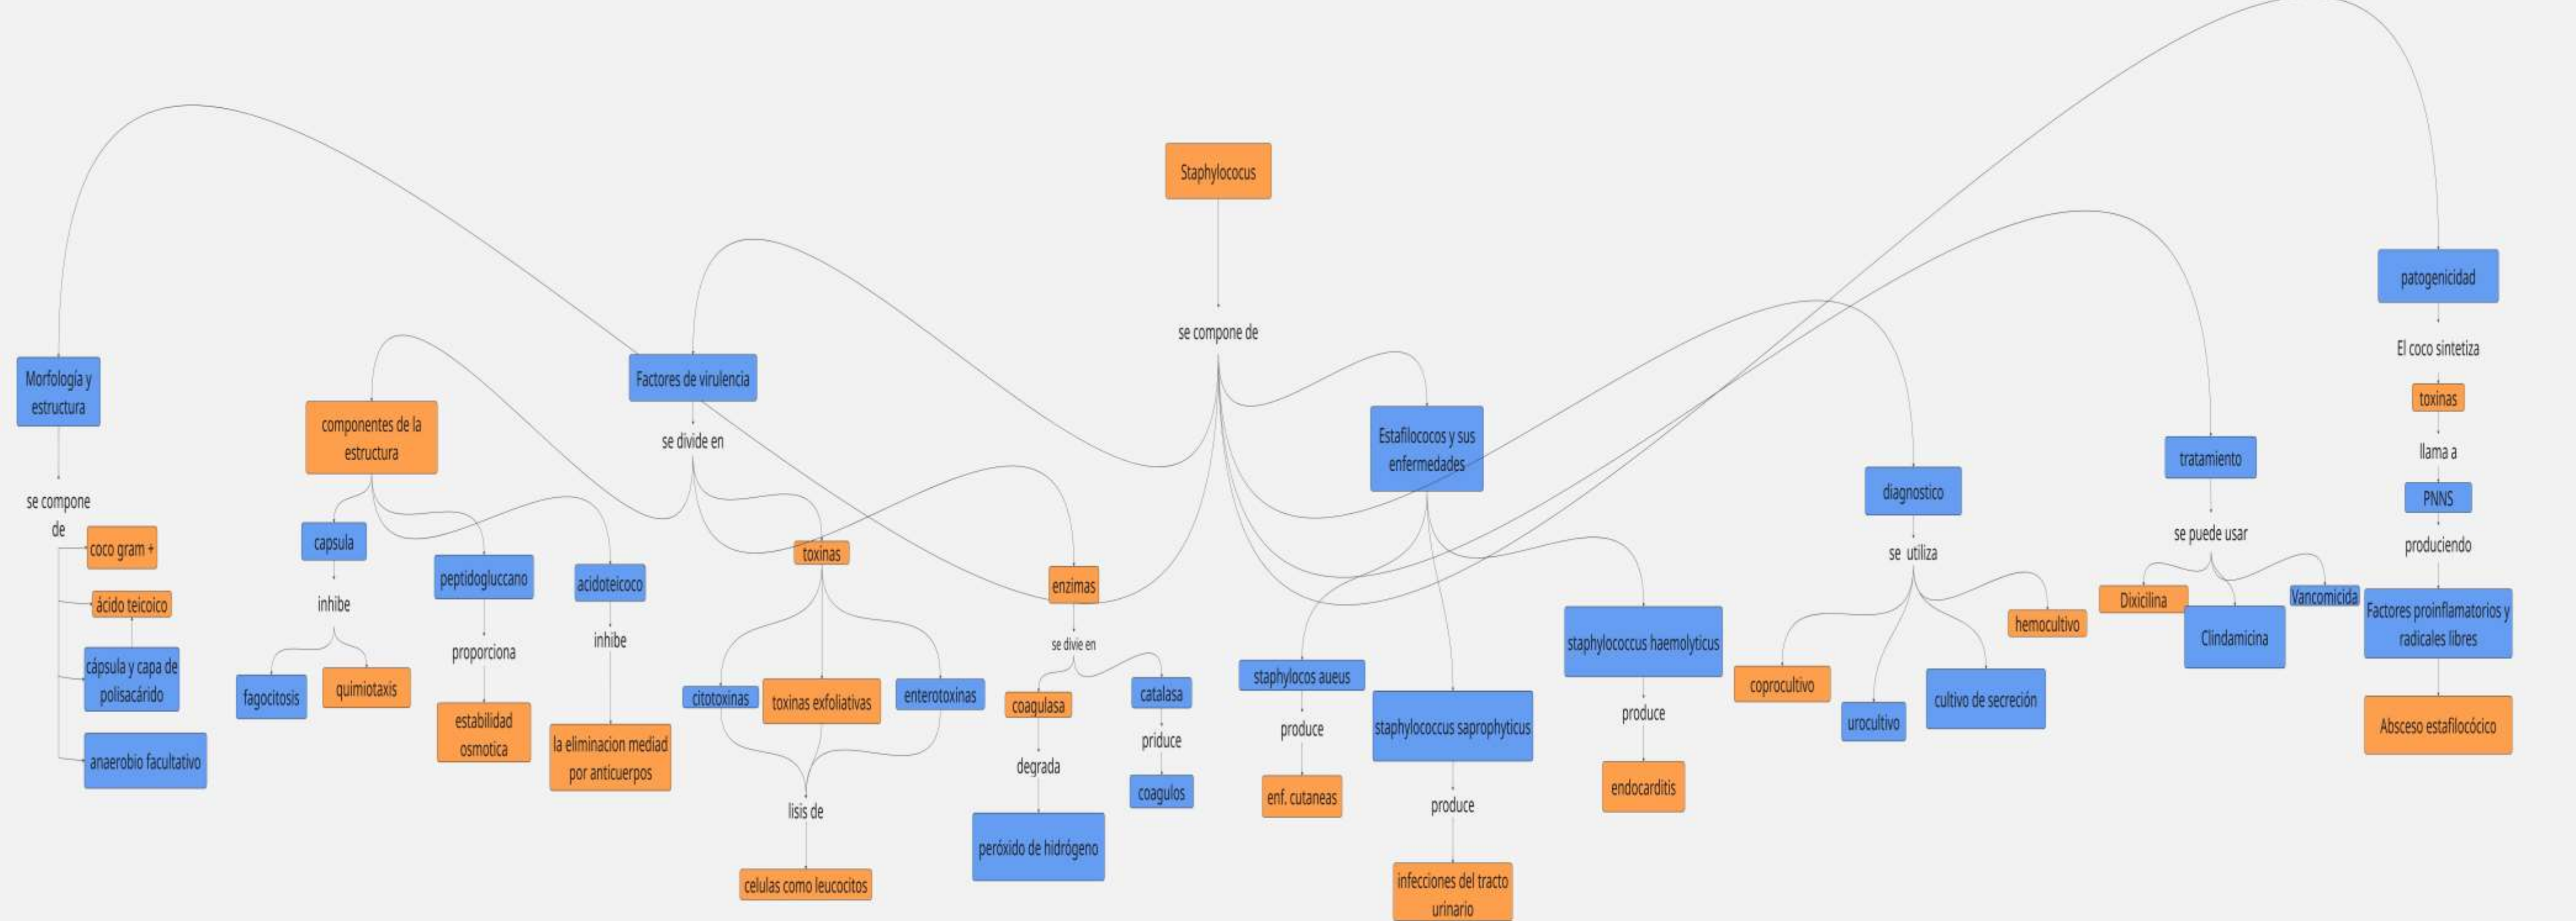 Staphylococus
se compone de
Morfología y
estructura
se compone
de
coco gram +
ácido teicoico
cápsula y capa de
polisacárido
anaerobio facultativo
Factores de virulencia
se divide en
componentes de la
estructura
capsula
inhibe
fagocitosis
quimiotaxis
peptidogluccano
proporciona
estabilidad
osmotica
acidoteicoco
inhibe
la eliminacion mediad
por anticuerpos
toxinas
citotoxinas
toxinas exfoliativas
enterotoxinas
lisis de
celulas como leucocitos
enzimas
se divie en
coagulasa
degrada
peróxido de hidrógeno
catalasa
priduce
coagulos
Estafilococos y sus
enfermedades
staphylocos aueus
produce
enf. cutaneas
staphylococcus saprophyticus
produce
infecciones del tracto
urinario
staphylococcus haemolyticus
produce
endocarditis
diagnostico
se utiliza
coprocultivo
urocultivo
cultivo de secreción
hemocultivo
tratamiento
se puede usar
Dixicilina
Clindamicina
Vancomicida
patogenicidad
El coco sintetiza
toxinas
llama a
PNNS
produciendo
Factores proinflamatorios y
radicales libres
Absceso estafilocócico